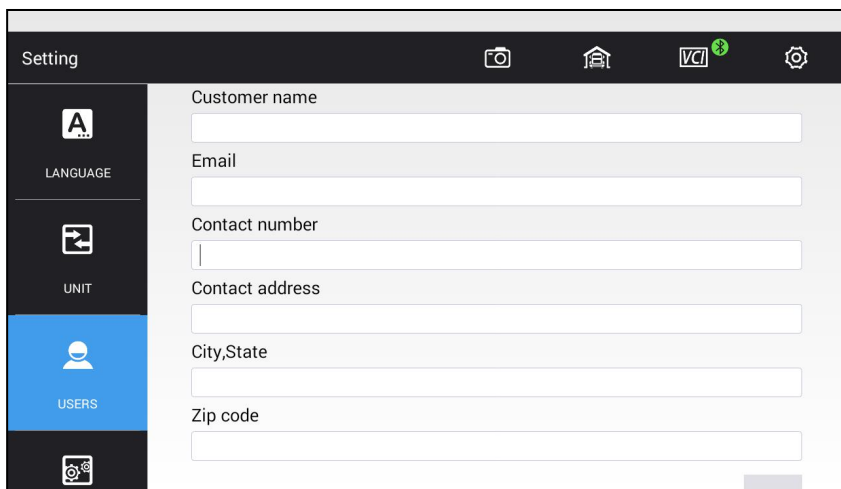 Setting
VCI
Customer name
A
LANGUAGE
Email
Contact number
UNIT
Contact address
City,State
USERS
Zip code